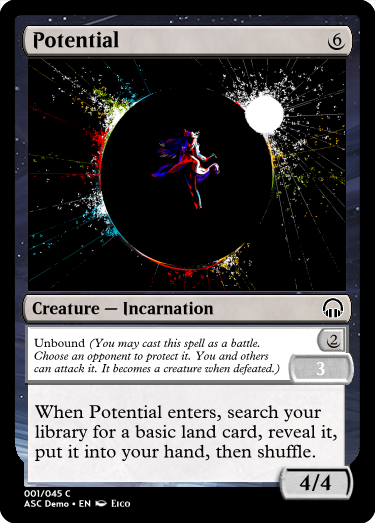 Potential 6
Creature — Incarnation
Unbound (You may cast this spell as a battle. 2
Choose an opponent to protect it. You and others
can attack it. It becomes a creature when defeated.) 3
When Potential enters, search your
library for a basic land card, reveal it,
put it into your hand, then shuffle.
4/4
001/045 C
ASC Demo • EN Eico